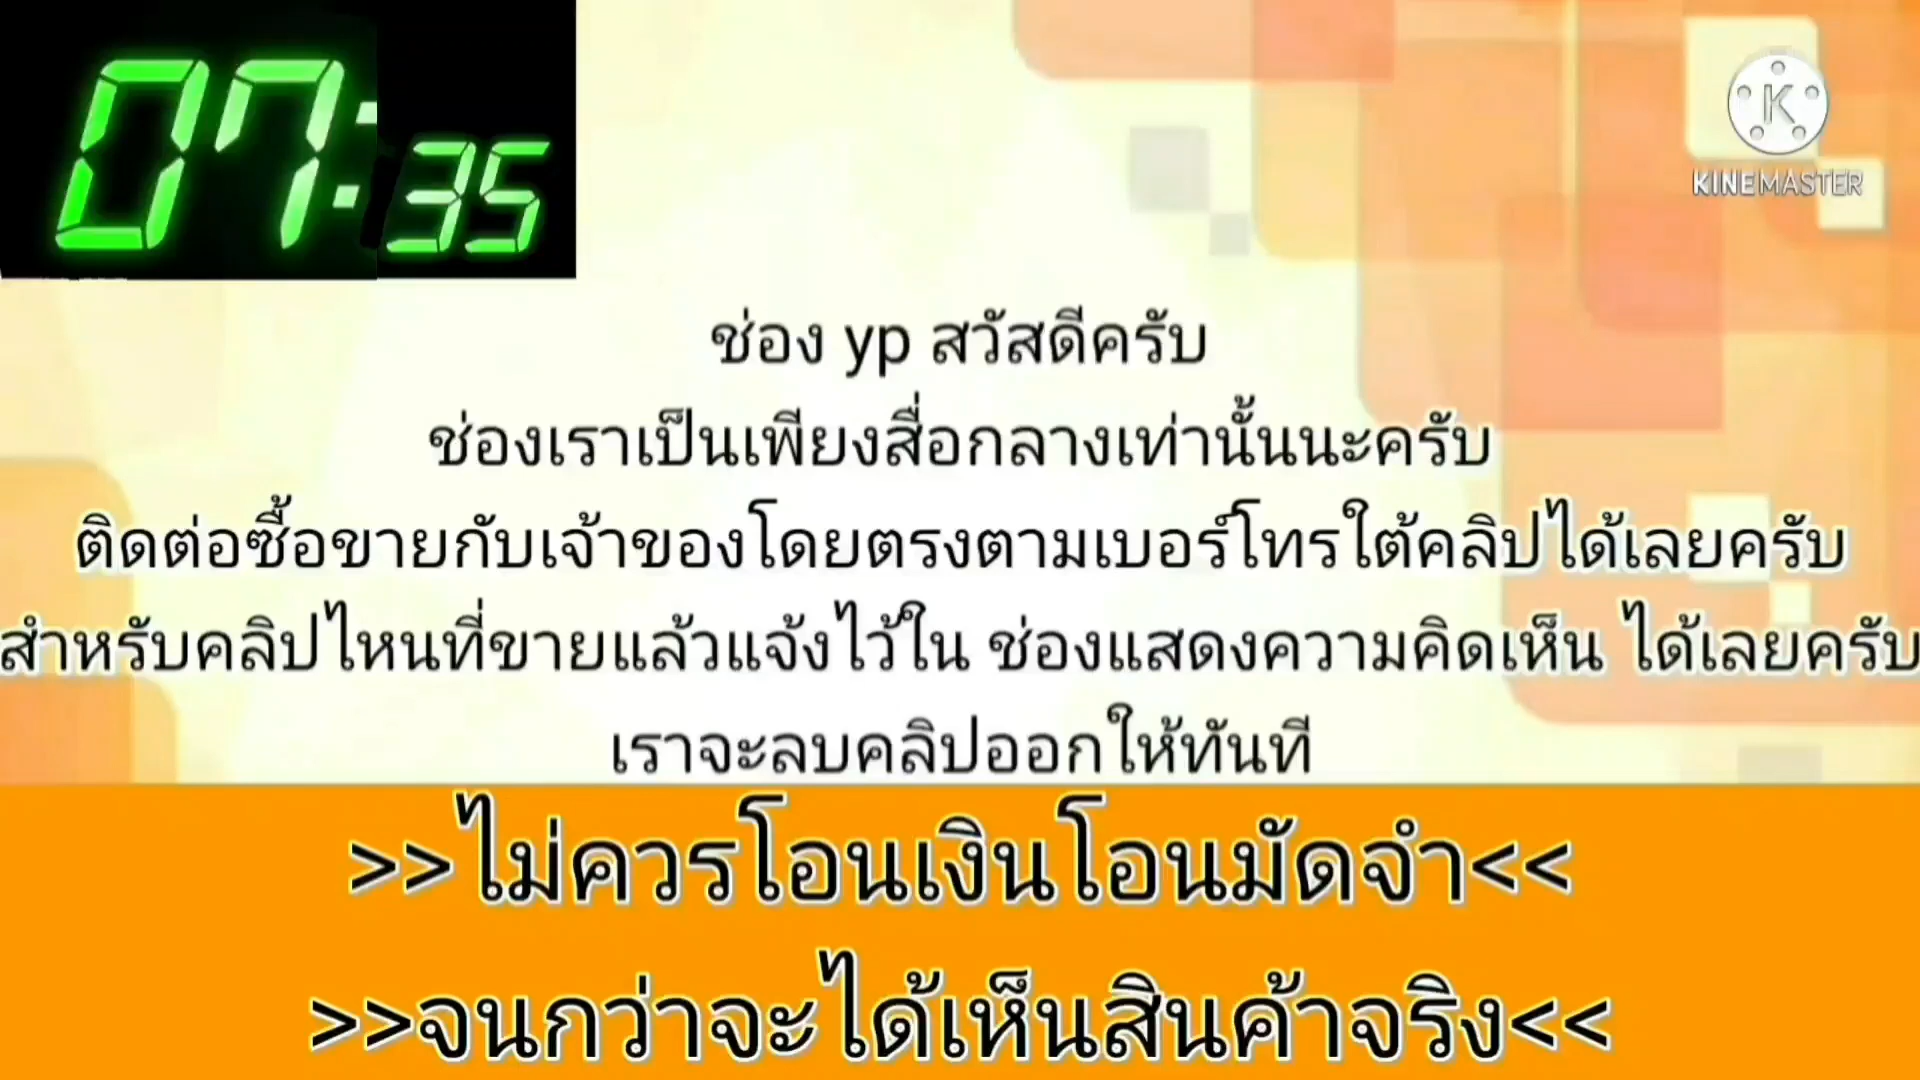 07:35
K
KINEMASTER
ช่อง yp สวัสดีครับ
ช่องเราเป็นเพียงสื่อกลางเท่านั้นนะครับ
ติดต่อซื้อขายกับเจ้าของโดยตรงตามเบอร์โทรใต้คลิปได้เลยครับ
สำหรับคลิปไหนที่ขายแล้วแจ้งไว้ใน ช่องแสดงความคิดเห็น ได้เลยครับ
เราจะลบคลิปออกให้ทันที
>>ไม่ควรโอนเงินโอนมัดจำ<<
>>จนกว่าจะได้เห็นสินค้าจริง<<